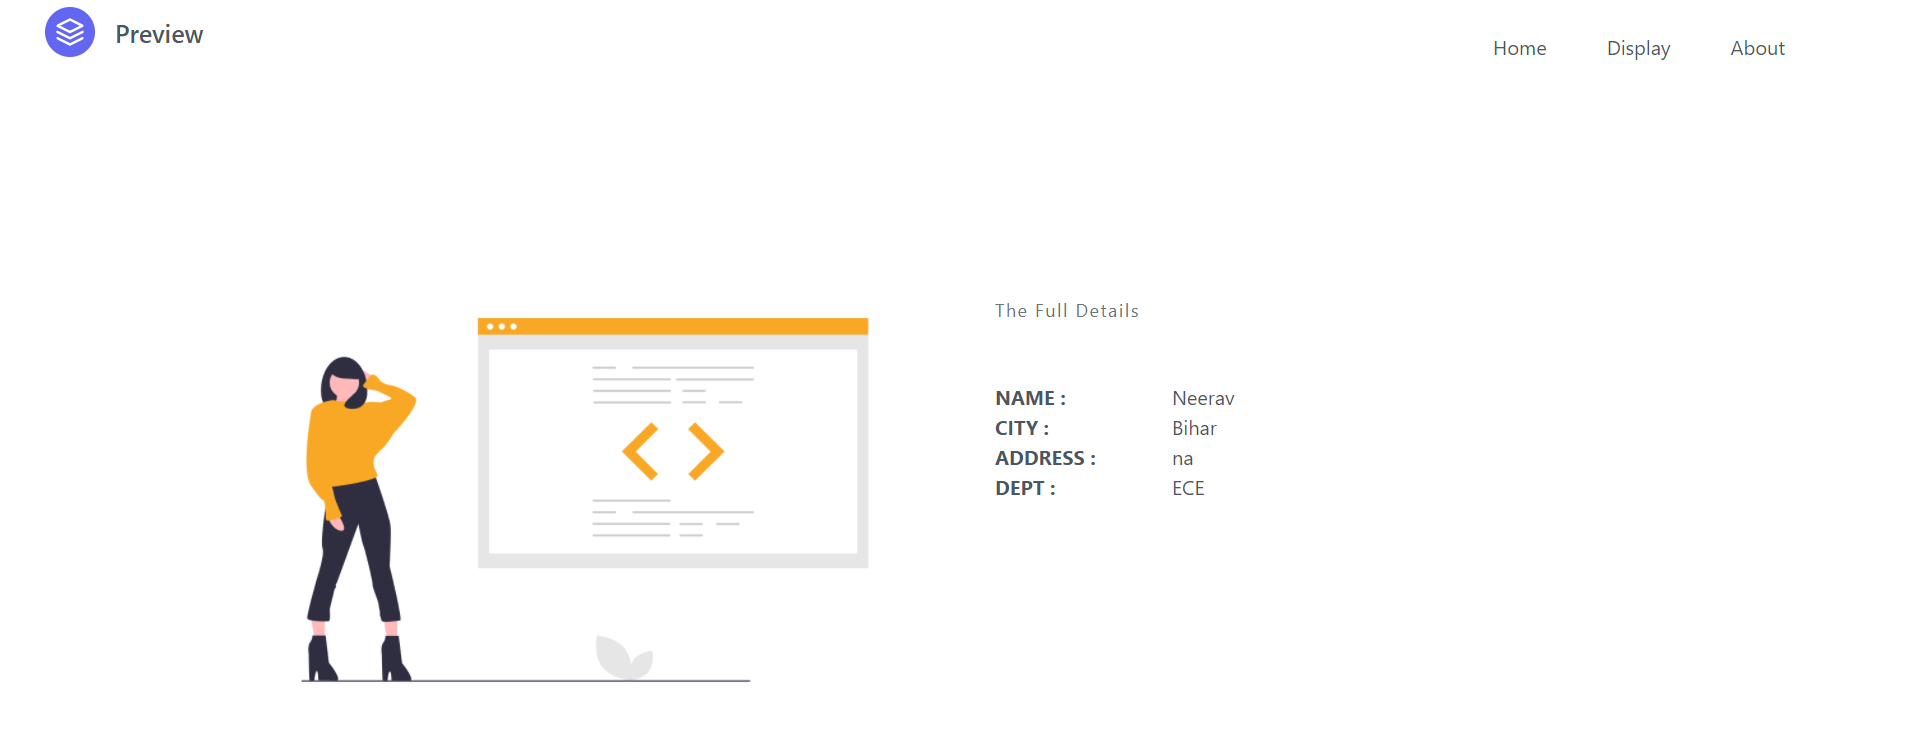 Preview
Home Display About
The Full Details
NAME : Neerav
CITY : Bihar
ADDRESS : na
DEPT : ECE